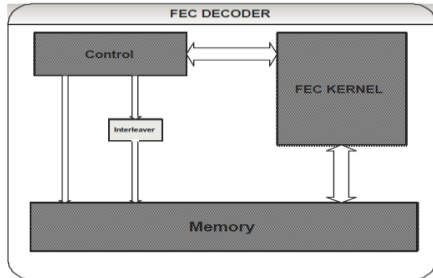 FEC DECODER
Control
FEC KERNEL
Interleaver
Memory